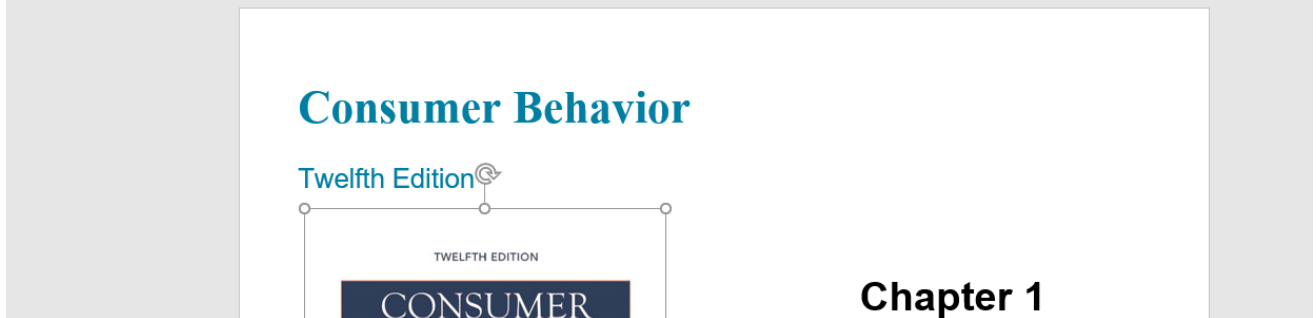 Consumer Behavior
Twelfth Edition
TWELFTH EDITION
CONSUMER
Chapter 1